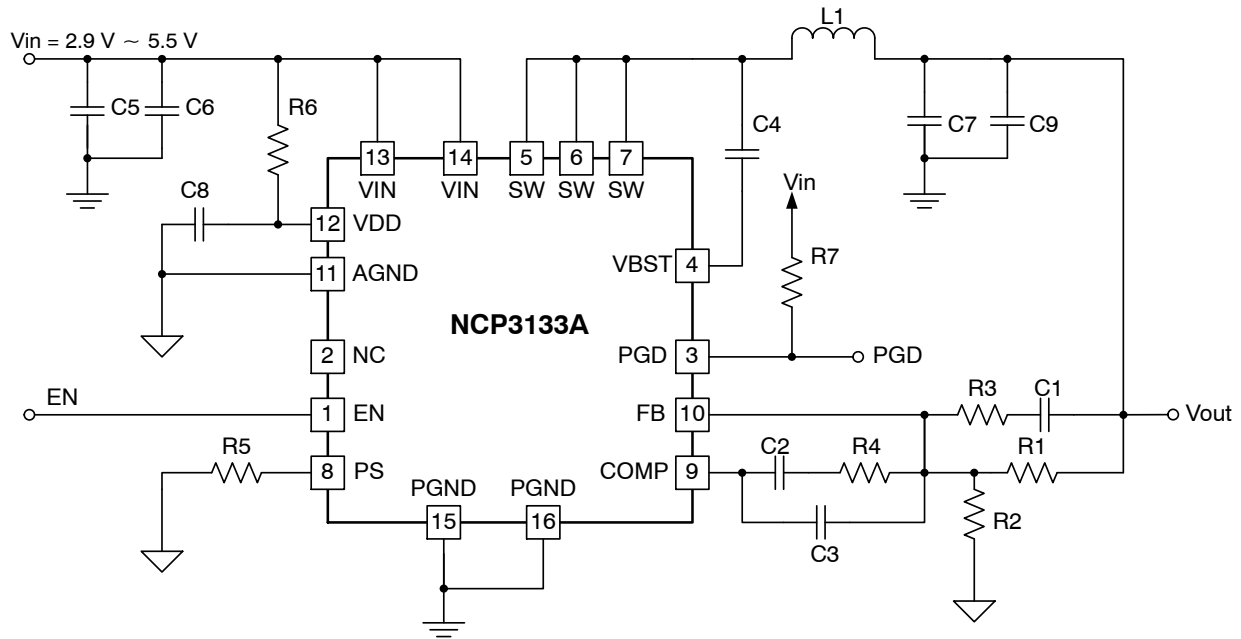 L1
Vin = 2.9 V ~ 5.5 V
C5
C6
R6
C4
C7
C9
13
14
5
6
7
VIN
VIN
SW
SW
SW
Vin
C8
12
VDD
VBST
4
R7
11
AGND
NCP3133A
2
NC
PGD
3
PGD
EN
1
EN
FB
10
R3
C1
Vout
R5
8
PS
COMP
9
C2
R4
R1
PGND
PGND
15
16
C3
R2